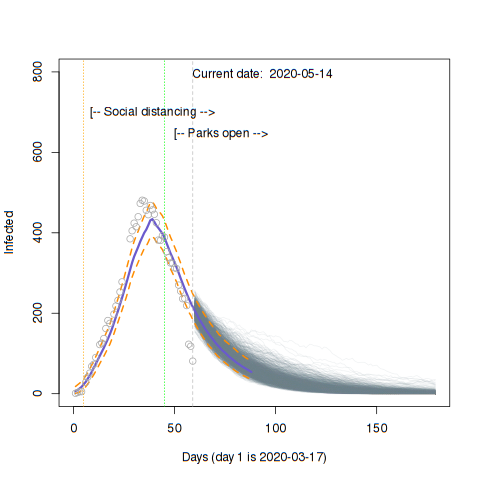 Current date:  2020-05-14
[-- Social distancing -->
[-- Parks open -->
Infected
800
600
400
200
0
0 50 100 150
Days (day 1 is 2020-03-17)